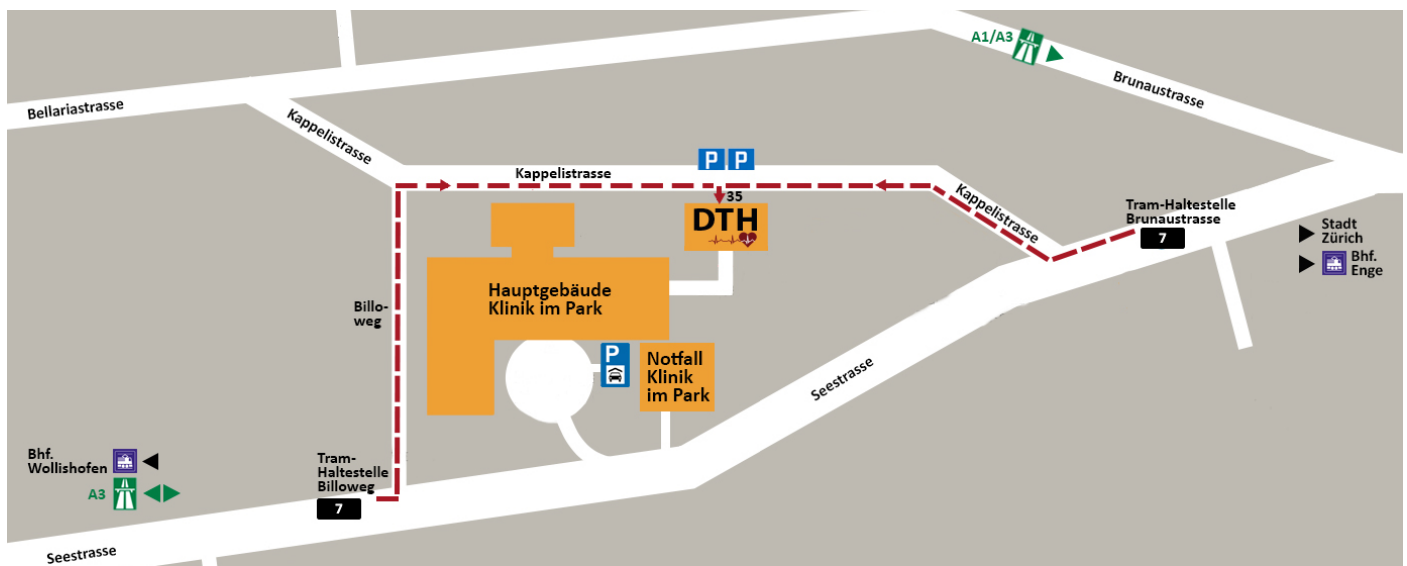 A1/A3
Brunaustrasse
Bellariastrasse
Kappelistrasse
P P
Kappelistrasse
35
DTH
Kappelistrasse
Tram-Haltestelle
Brunaustrasse
7
Stadt
Zürich
Bhf.
Enge
Hauptgebäude
Klinik im Park
Billo-
weg
P
Notfall
Klinik
im Park
Seestrasse
Bhf.
Wollishofen
A3
Tram-
Haltestelle
Billoweg
7
Seestrasse